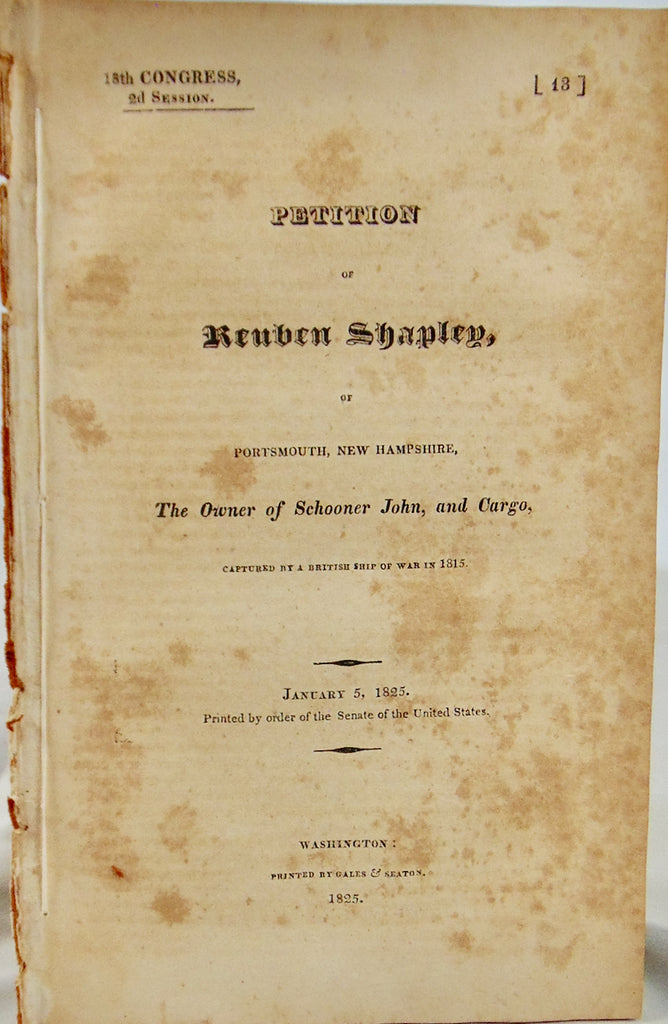 18th CONGRESS,
2d SESSION.
[ 13 ]
PETITION
OF
Reuben Shapley,
OF
PORTSMOUTH, NEW HAMPSHIRE,
The Owner of Schooner John, and Cargo,
CAPTURED BY A BRITISH SHIP OF WAR IN 1815.
JANUARY 5, 1825.
Printed by order of the Senate of the United States.
WASHINGTON:
PRINTED BY GALES & SEATON.
1825.